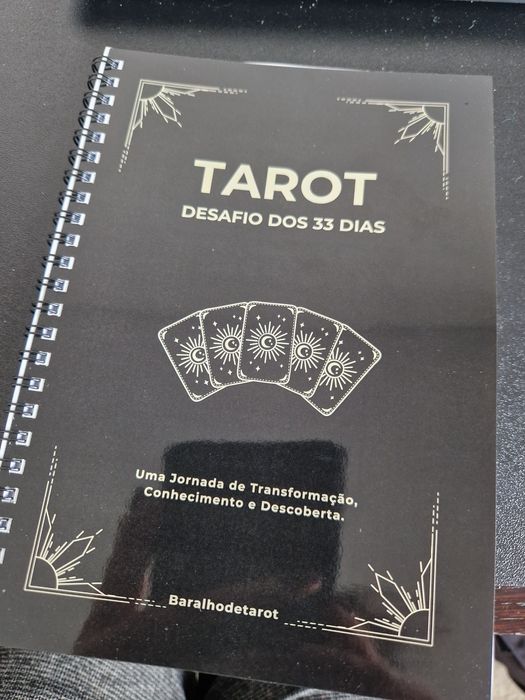 TAROT
DESAFIO DOS 33 DIAS
Uma Jornada de Transformação,
Conhecimento e Descoberta.
Baralhodetarot